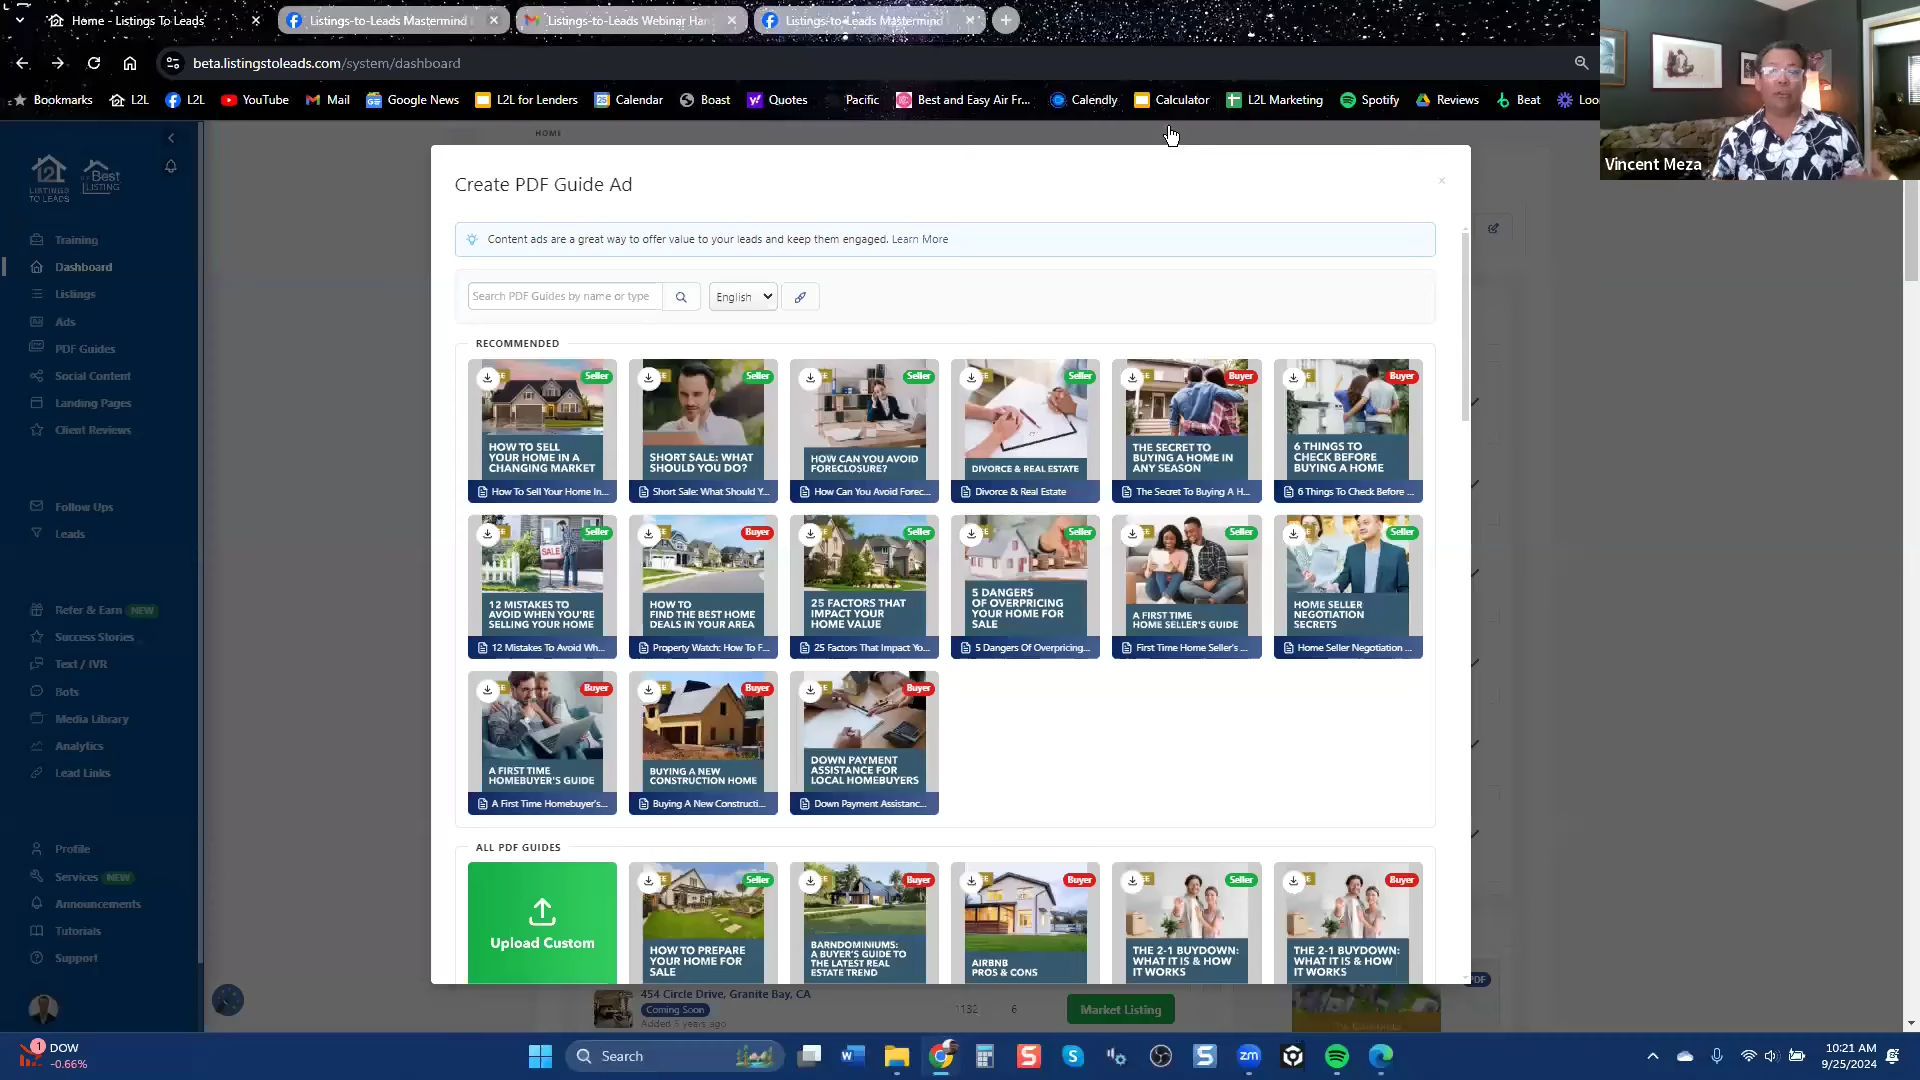 Home - Listings To Leads
Listings-to-Leads Mastermind
Listings-to-Leads Webinar Han
Listings-to-Leads Mastermind
beta.listingstoleads.com/system/dashboard
Bookmarks
L2L
L2L
YouTube
Mail
Google News
L2L for Lenders
Calendar
Boast
Quotes
Pacific
Best and Easy Air Fr...
Calendly
Calculator
L2L Marketing
Spotify
Reviews
Beat
Loo
Vincent Meza
LISTINGS
TO LEADS
BEST
LISTING
Training
Dashboard
Listings
Ads
PDF Guides
Social Content
Landing Pages
Client Reviews
Follow Ups
Leads
Refer & Earn NEW
Success Stories
Text / IVR
Bots
Media Library
Analytics
Lead Links
Profile
Services NEW
Announcements
Tutorials
Support
HOME
Create PDF Guide Ad
Content ads are a great way to offer value to your leads and keep them engaged. Learn More
Search PDF Guides by name or type
English
RECOMMENDED
Seller
HOW TO SELL
YOUR HOME IN A
CHANGING MARKET
How To Sell Your Home In...
Seller
SHORT SALE: WHAT
SHOULD YOU DO?
Short Sale: What Should Y...
Seller
HOW CAN YOU AVOID
FORECLOSURE?
How Can You Avoid Forec...
Seller
DIVORCE & REAL ESTATE
Divorce & Real Estate
Buyer
THE SECRET TO
BUYING A HOME IN
ANY SEASON
The Secret To Buying A H...
Buyer
6 THINGS TO
CHECK BEFORE
BUYING A HOME
6 Things To Check Before ...
Seller
SALE
12 MISTAKES TO
AVOID WHEN YOU'RE
SELLING YOUR HOME
12 Mistakes To Avoid Wh...
Buyer
HOW TO
FIND THE BEST HOME
DEALS IN YOUR AREA
Property Watch: How To F...
Seller
25 FACTORS THAT
IMPACT YOUR
HOME VALUE
25 Factors That Impact Yo...
Seller
5 DANGERS
OF OVERPRICING
YOUR HOME FOR
SALE
5 Dangers Of Overpricing...
Seller
A FIRST TIME
HOME SELLER'S GUIDE
First Time Home Seller's ...
Seller
HOME SELLER
NEGOTIATION
SECRETS
Home Seller Negotiation ...
Buyer
A FIRST TIME
HOMEBUYER'S GUIDE
A First Time Homebuyer's...
Buyer
BUYING A NEW
CONSTRUCTION HOME
Buying A New Constructi...
Buyer
DOWN PAYMENT
ASSISTANCE FOR
LOCAL HOMEBUYERS
Down Payment Assistanc...
ALL PDF GUIDES
Upload Custom
Seller
HOW TO PREPARE
YOUR HOME FOR
SALE
Buyer
BARNDOMINIUMS:
A BUYER'S GUIDE TO
THE LATEST REAL
ESTATE TREND
Buyer
AIRBNB
PROS & CONS
Seller
THE 2-1 BUYDOWN:
WHAT IT IS & HOW
IT WORKS
Buyer
THE 2-1 BUYDOWN:
WHAT IT IS & HOW
IT WORKS
PDF
454 Circle Drive, Granite Bay, CA
Coming Soon
Added 5 years ago
1132
6
Market Listing
1
DOW
-0.66%
Search
zm
10:21 AM
9/25/2024